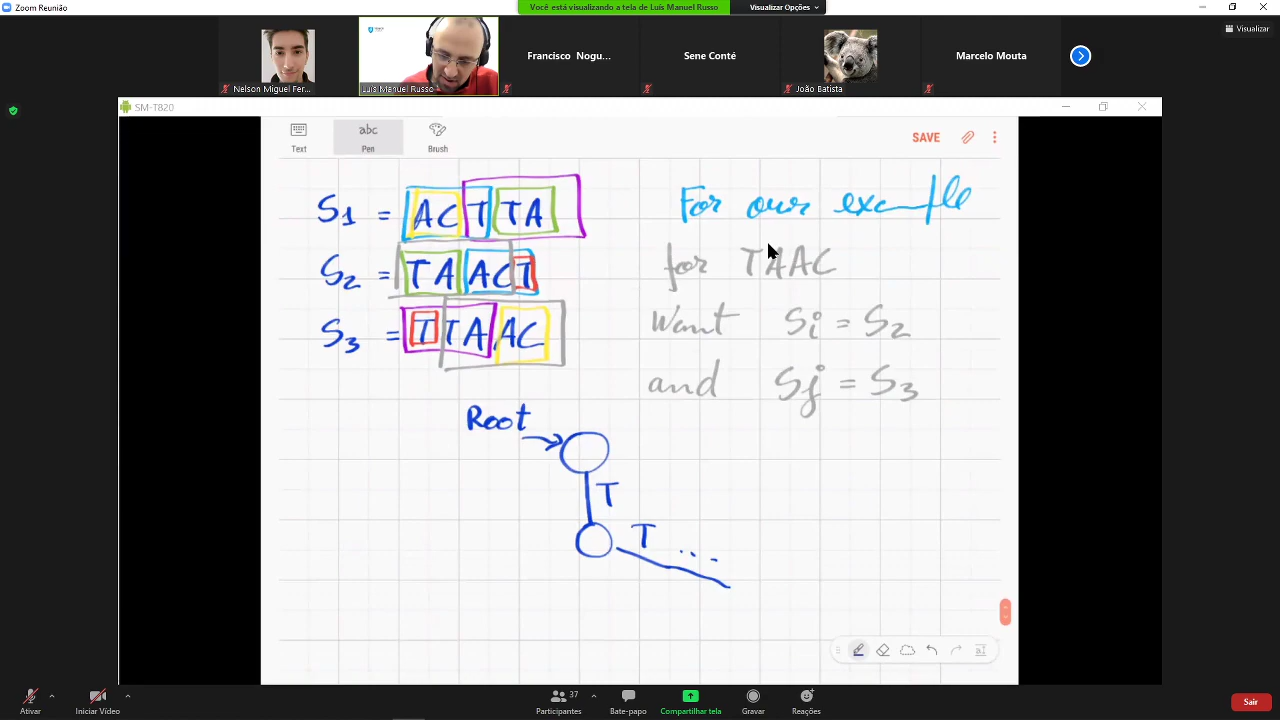 Zoom Reunião
Você está visualizando a tela de Luís Manuel Russo
Visualizar Opções
Visualizar
Nelson Miguel Fer...
Luís Manuel Russo
Francisco Nogu...
Sene Conté
João Batista
Marcelo Mouta
SM-T820
abc
Text
Pen
Brush
SAVE
S1 = ACTTA
For our example
S2 = TAACT
for TAAC
S3 = TTAAC
Want Si = S2
and Sj = S3
Root
T
T ...
Ativar
Iniciar Vídeo
37
Participantes
Bate-papo
Compartilhar tela
Gravar
Reações
Sair